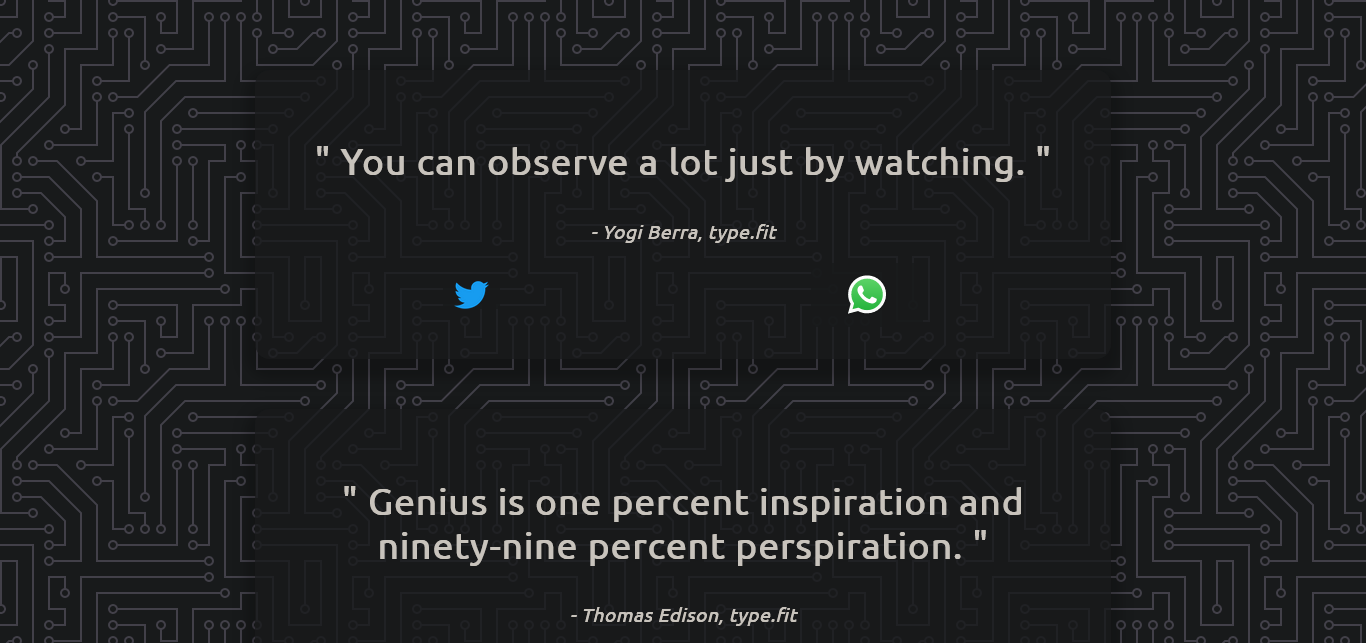 " You can observe a lot just by watching. "
- Yogi Berra, type.fit
" Genius is one percent inspiration and
ninety-nine percent perspiration. "
- Thomas Edison, type.fit